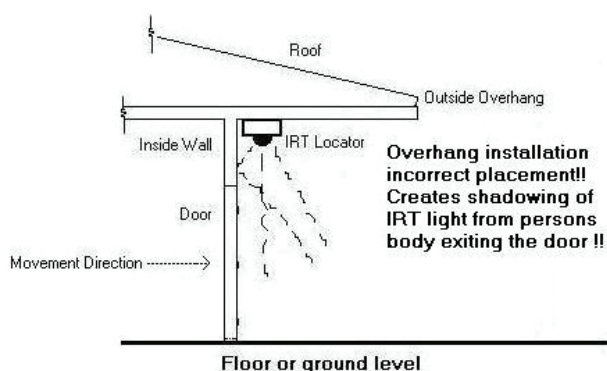 Roof
Outside Overhang
Inside Wall
IRT Locator
Overhang installation
incorrect placement!!
Creates shadowing of
IRT light from persons
body exiting the door !!
Door
Movement Direction
Floor or ground level